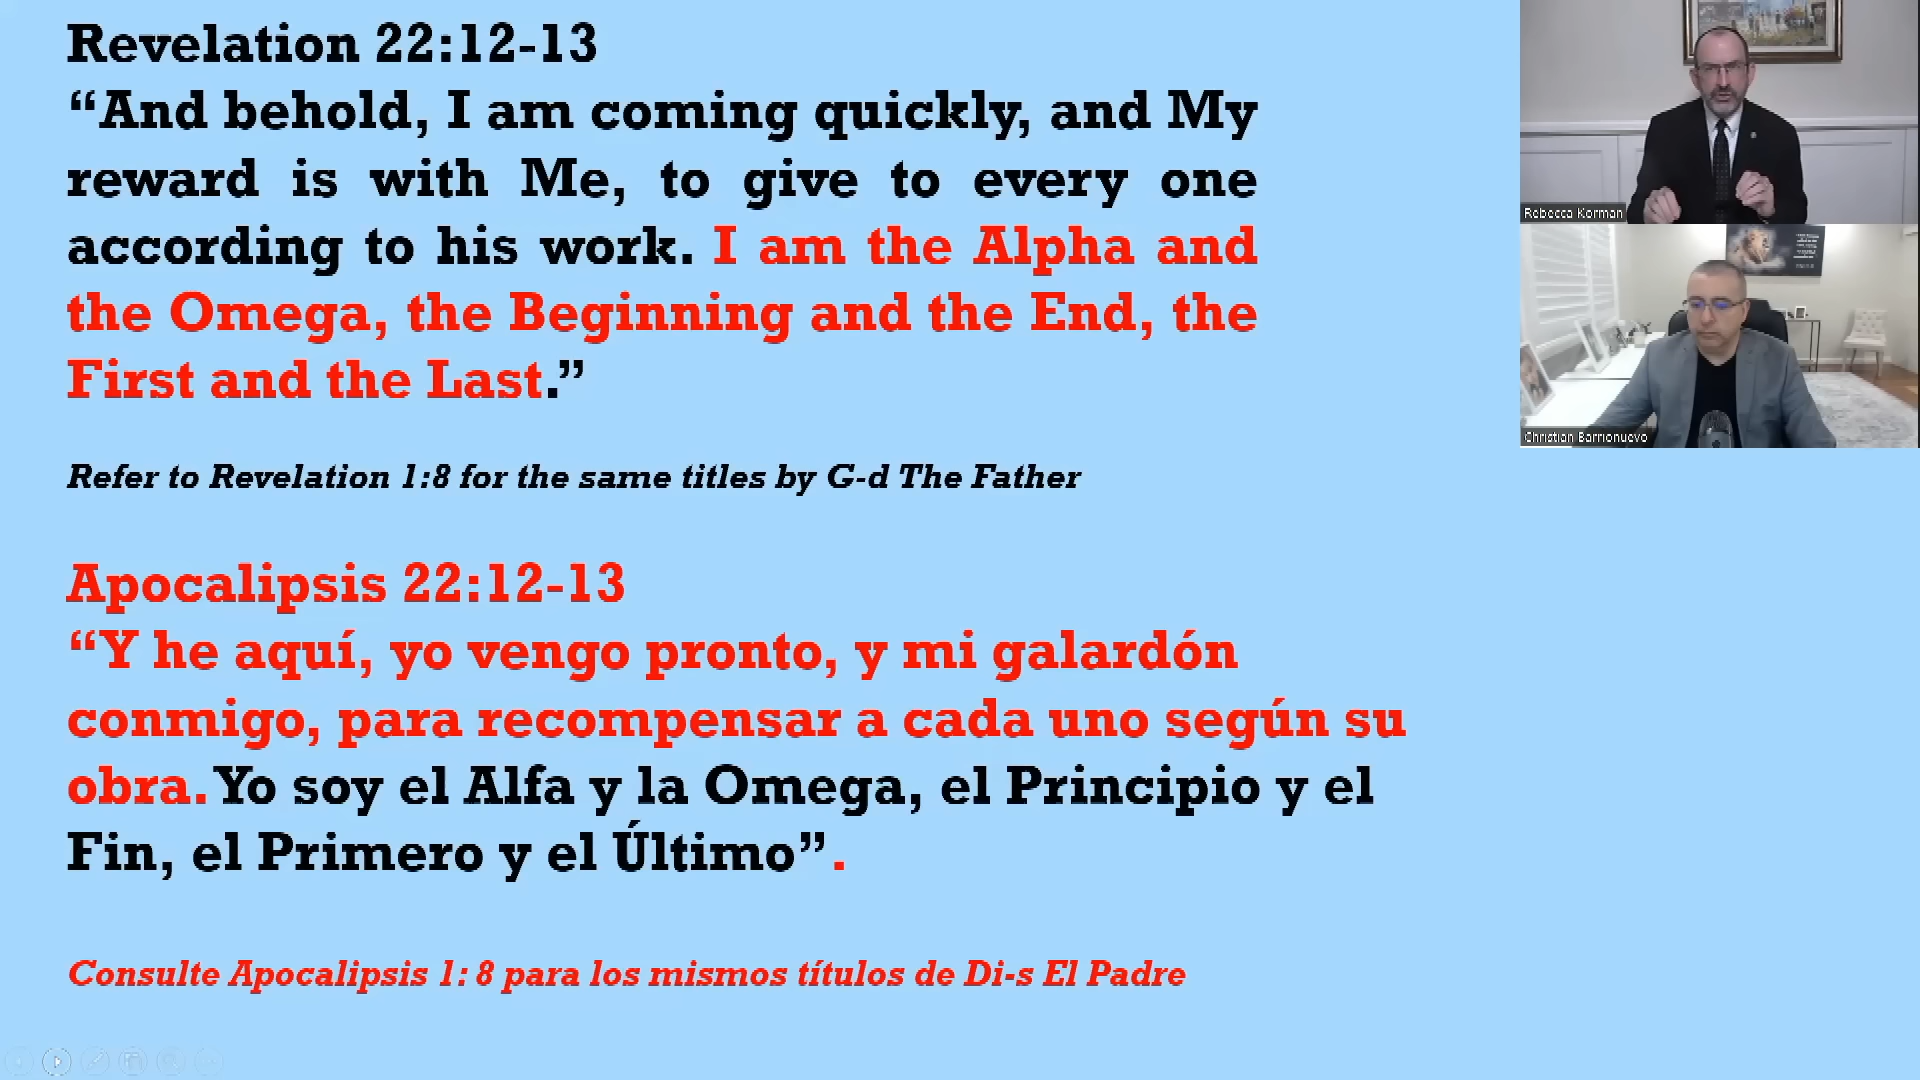 Revelation 22:12-13
“And behold, I am coming quickly, and My
reward is with Me, to give to every one
according to his work. I am the Alpha and
the Omega, the Beginning and the End, the
First and the Last.”
Refer to Revelation 1:8 for the same titles by G-d The Father
Apocalipsis 22:12-13
“Y he aquí, yo vengo pronto, y mi galardón
conmigo, para recompensar a cada uno según su
obra. Yo soy el Alfa y la Omega, el Principio y el
Fin, el Primero y el Último”.
Consulte Apocalipsis 1: 8 para los mismos títulos de Di-s El Padre
Rebecca Korman
Christian Barrionuevo